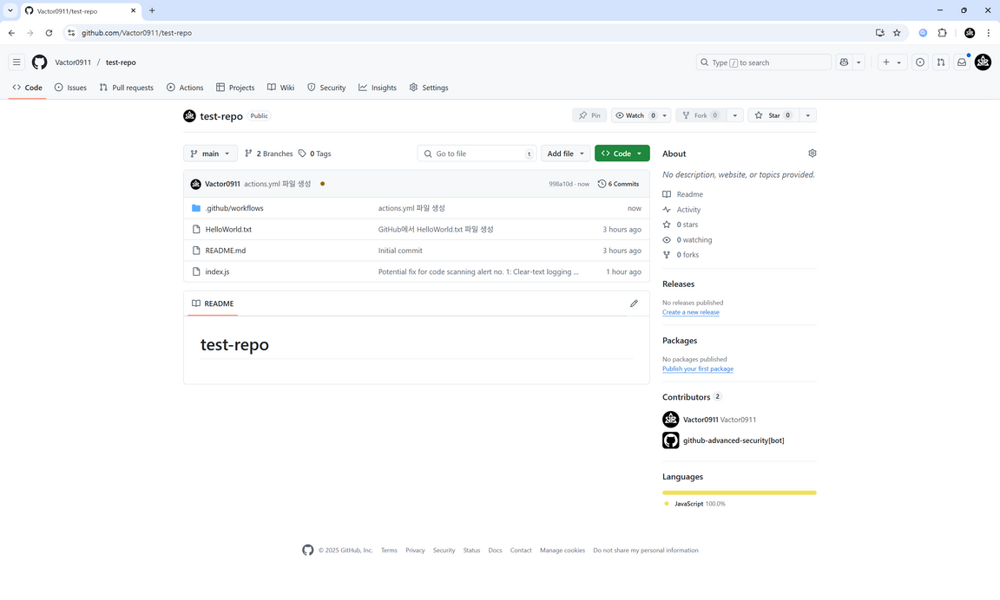 Vactor0911/test-repo
github.com/Vactor0911/test-repo
Vactor0911 / test-repo
Type / to search
Code Issues Pull requests Actions Projects Wiki Security Insights Settings
test-repo Public
Pin Watch 0 Fork 0 Star 0
main 2 Branches 0 Tags Go to file t Add file Code
Vactor0911 actions.yml 파일 생성 998a10d · now 6 Commits
.github/workflows actions.yml 파일 생성 now
HelloWorld.txt GitHub에서 HelloWorld.txt 파일 생성 3 hours ago
README.md Initial commit 3 hours ago
index.js Potential fix for code scanning alert no. 1: Clear-text logging ... 1 hour ago
README
test-repo
About
No description, website, or topics provided.
Readme
Activity
0 stars
0 watching
0 forks
Releases
No releases published
Create a new release
Packages
No packages published
Publish your first package
Contributors 2
Vactor0911 Vactor0911
github-advanced-security[bot]
Languages
JavaScript 100.0%
© 2025 GitHub, Inc. Terms Privacy Security Status Docs Contact Manage cookies Do not share my personal information